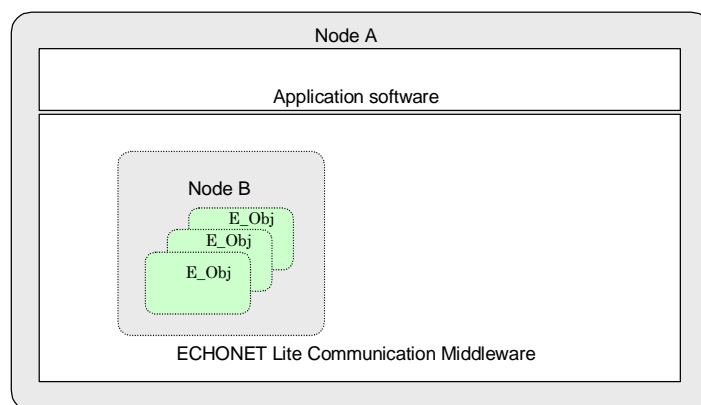 Node A
Application software
Node B
E_Obj
E_Obj
E_Obj
ECHONET Lite Communication Middleware